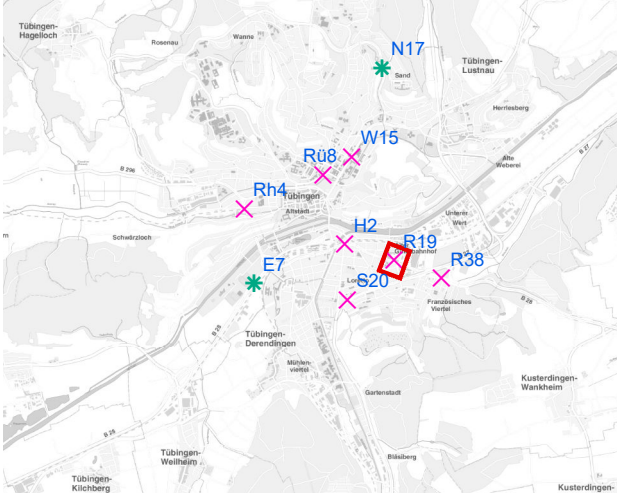 Tübingen-
Hagelloch
Rosenau
Wanne
N17
Sand
Tübingen-
Lustnau
Herrlesberg
W15
Rü8
B 296
Alte
Weberei
B 27
Rh4
Tübingen
Altstadt
Unterer
Wert
Schwärzloch
H2
R19
R38
E7
S20
B 28
Französisches
Viertel
B 28
Tübingen-
Derendingen
Mühlen-
viertel
Gartenstadt
Kusterdingen-
Wankheim
B 28
Tübingen-
Weilheim
Bläsiberg
Tübingen-
Kilchberg
Kusterdingen-